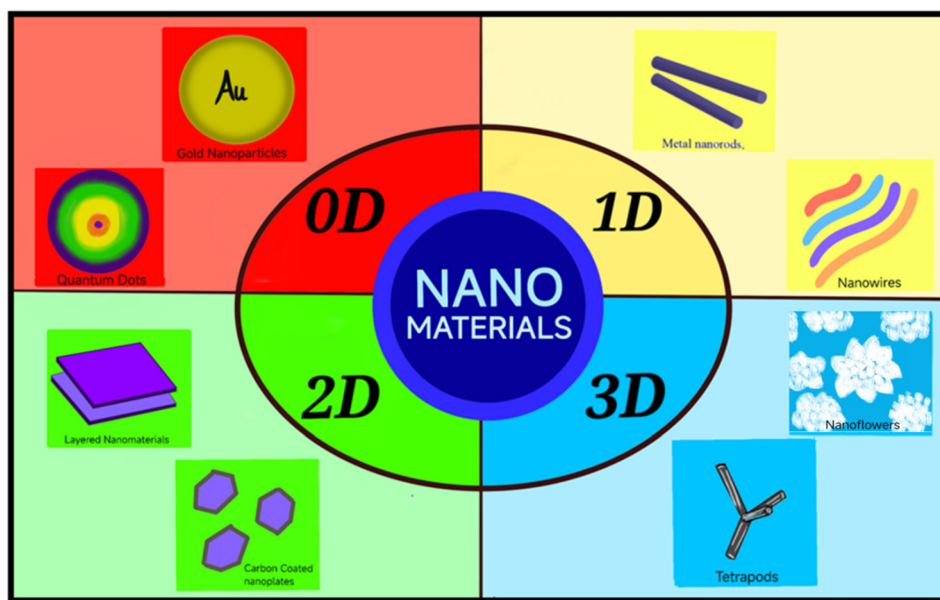 Au
Gold Nanoparticles
Quantum Dots
0D
Metal nanorods,
Nanowires
1D
NANO
MATERIALS
Layered Nanomaterials
Carbon Coated
nanoplates
2D
3D
Nanoflowers
Tetrapods